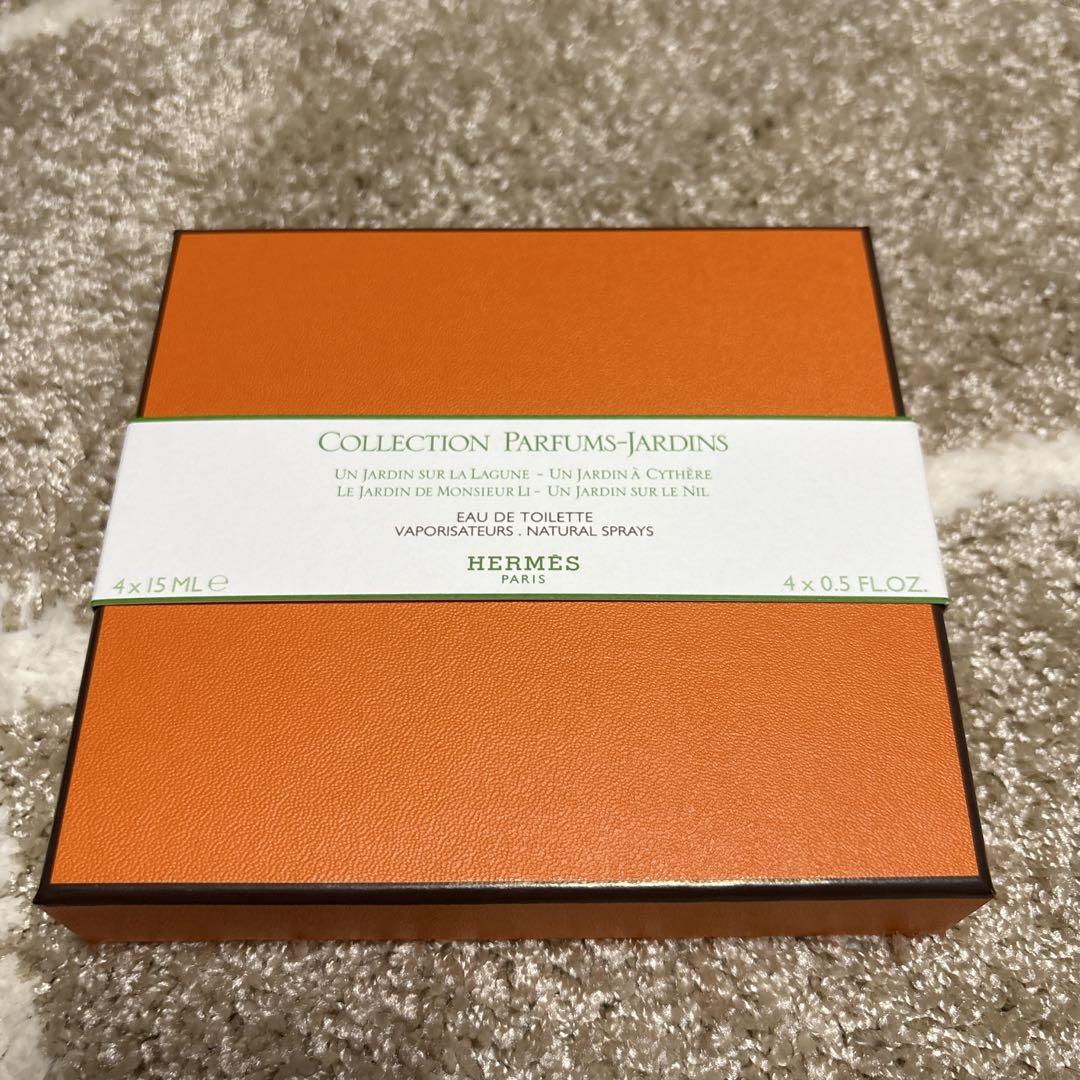 COLLECTION PARFUMS-JARDINS
UN JARDIN SUR LA LAGUNE - UN JARDIN À CYTHÈRE
LE JARDIN DE MONSIEUR LI - UN JARDIN SUR LE NIL
EAU DE TOILETTE
VAPORISATEURS . NATURAL SPRAYS
HERMÈS
PARIS
4 x 15 ML ℮
4 x 0.5 FL.OZ.